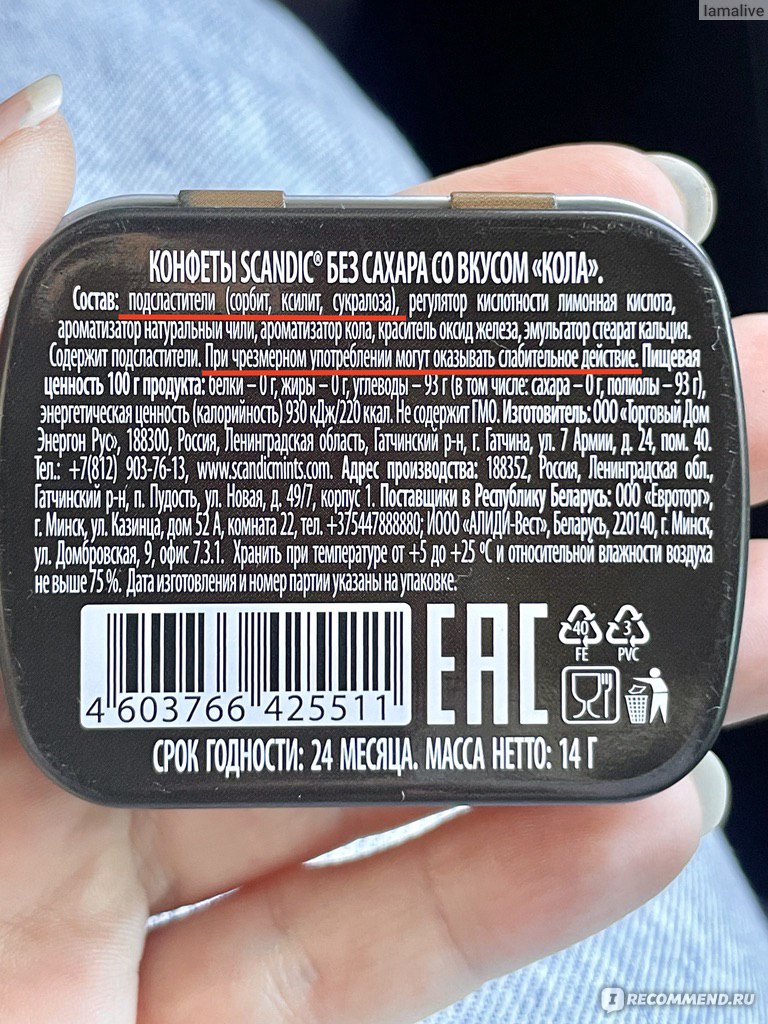 lamalive
КОНФЕТЫ SCANDIC® БЕЗ САХАРА СО ВКУСОМ «КОЛА».
Состав: подсластители (сорбит, ксилит, сукралоза), регулятор кислотности лимонная кислота,
ароматизатор натуральный чили, ароматизатор кола, краситель оксид железа, эмульгатор стеарат кальция.
Содержит подсластители. При чрезмерном употреблении могут оказывать слабительное действие. Пищевая
ценность 100 г продукта: белки – 0 г, жиры – 0 г, углеводы – 93 г (в том числе: сахара – 0 г, полиолы – 93 г),
энергетическая ценность (калорийность) 930 кДж/220 ккал. Не содержит ГМО. Изготовитель: ООО «Торговый Дом
Энергон Рус», 188300, Россия, Ленинградская область, Гатчинский р-н, г. Гатчина, ул. 7 Армии, д. 24, пом. 40.
Тел.: +7(812) 903-76-13, www.scandicmints.com. Адрес производства: 188352, Россия, Ленинградская обл.,
Гатчинский р-н, п. Пудость, ул. Новая, д. 49/7, корпус 1. Поставщики в Республику Беларусь: ООО «Евроторг»,
г. Минск, ул. Казинца, дом 52 А, комната 22, тел. +375447888880; ИООО «АЛИДИ-Вест», Беларусь, 220140, г. Минск,
ул. Домбровская, 9, офис 7.3.1. Хранить при температуре от +5 до +25 °С и относительной влажности воздуха
не выше 75 %. Дата изготовления и номер партии указаны на упаковке.
4 603766 425511
EAC
40 3
FE PVC
СРОК ГОДНОСТИ: 24 МЕСЯЦА. МАССА НЕТТО: 14 Г
I RECOMMEND.RU